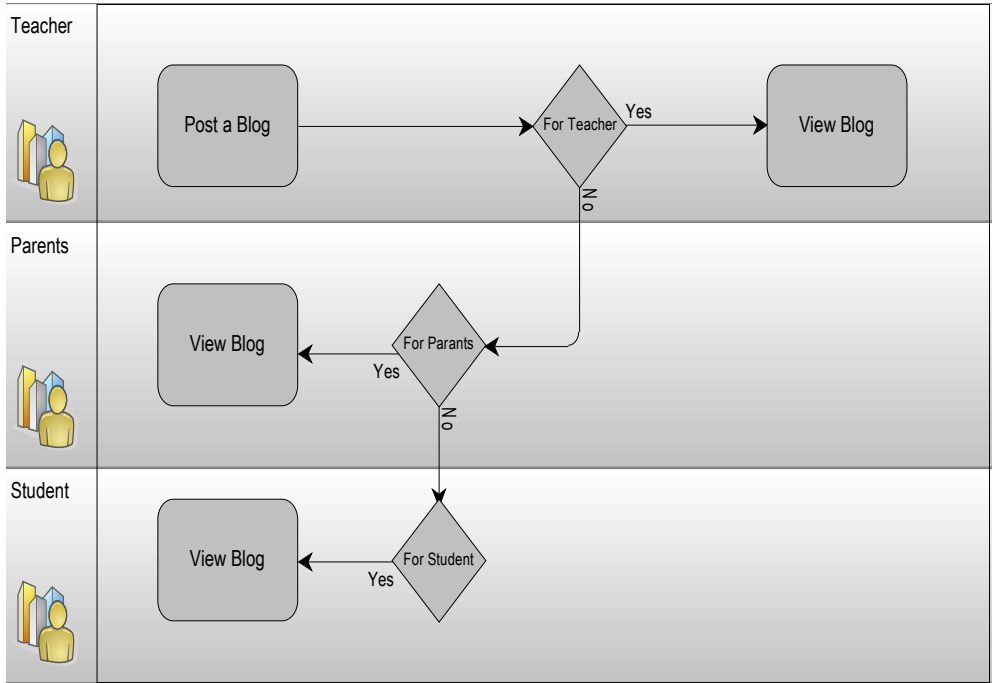 Teacher
Post a Blog
For Teacher
Yes
View Blog
No
Parents
View Blog
For Parants
Yes
No
Student
View Blog
For Student
Yes